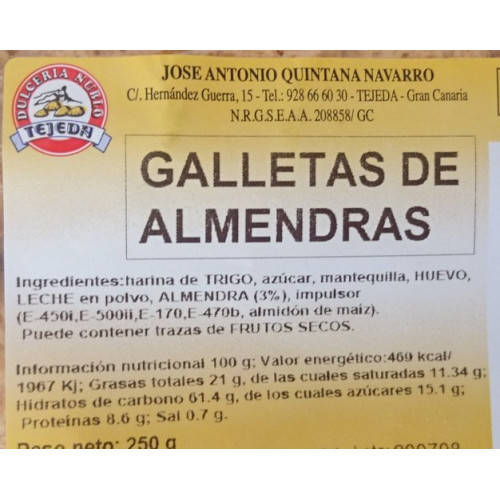 DULCERIA NUBLO
TEJEDA
JOSE ANTONIO QUINTANA NAVARRO
C/. Hernández Guerra, 15 - Tel.: 928 66 60 30 - TEJEDA - Gran Canaria
N.R.G.S.E.A.A. 208858/ GC
GALLETAS DE
ALMENDRAS
Ingredientes:harina de TRIGO, azúcar, mantequilla, HUEVO,
LECHE en polvo, ALMENDRA (3%), impulsor
(E-450i,E-500ii,E-170,E-470b, almidón de maíz).
Puede contener trazas de FRUTOS SECOS.
Información nutricional 100 g; Valor energético:469 kcal/
1967 Kj; Grasas totales 21 g, de las cuales saturadas 11.34 g;
Hidratos de carbono 61.4 g, de los cuales azúcares 15.1 g;
Proteínas 8.6 g; Sal 0.7 g.
Peso neto: 250 g